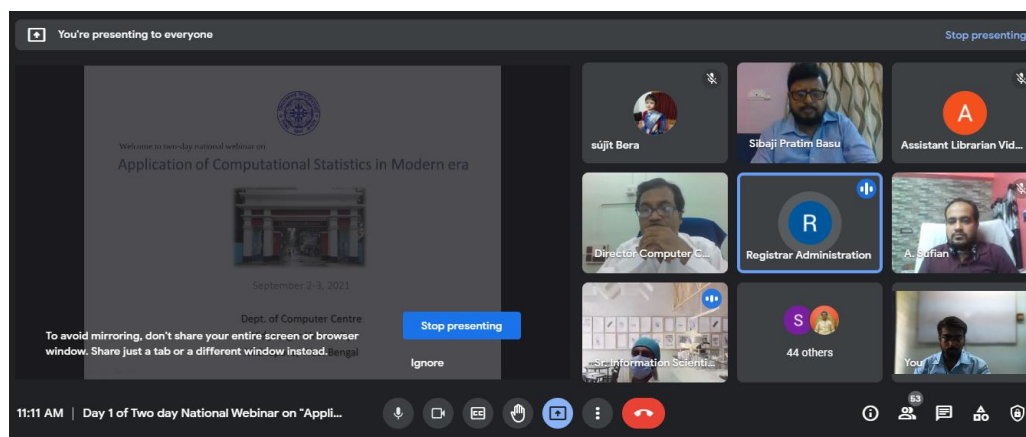 You're presenting to everyone
Stop presenting
Welcome to two-day national webinar on
Application of Computational Statistics in Modern era
September 2-3, 2021
Dept. of Computer Centre
Bengal
To avoid mirroring, don't share your entire screen or browser
window. Share just a tab or a different window instead.
Stop presenting
Ignore
sújit Bera
Sibaji Pratim Basu
A
Assistant Librarian Vid...
Director Computer C...
R
Registrar Administration
A. Sufian
Sr. Information Scienti...
S
44 others
You
11:11 AM | Day 1 of Two day National Webinar on "Appli...
CC
53